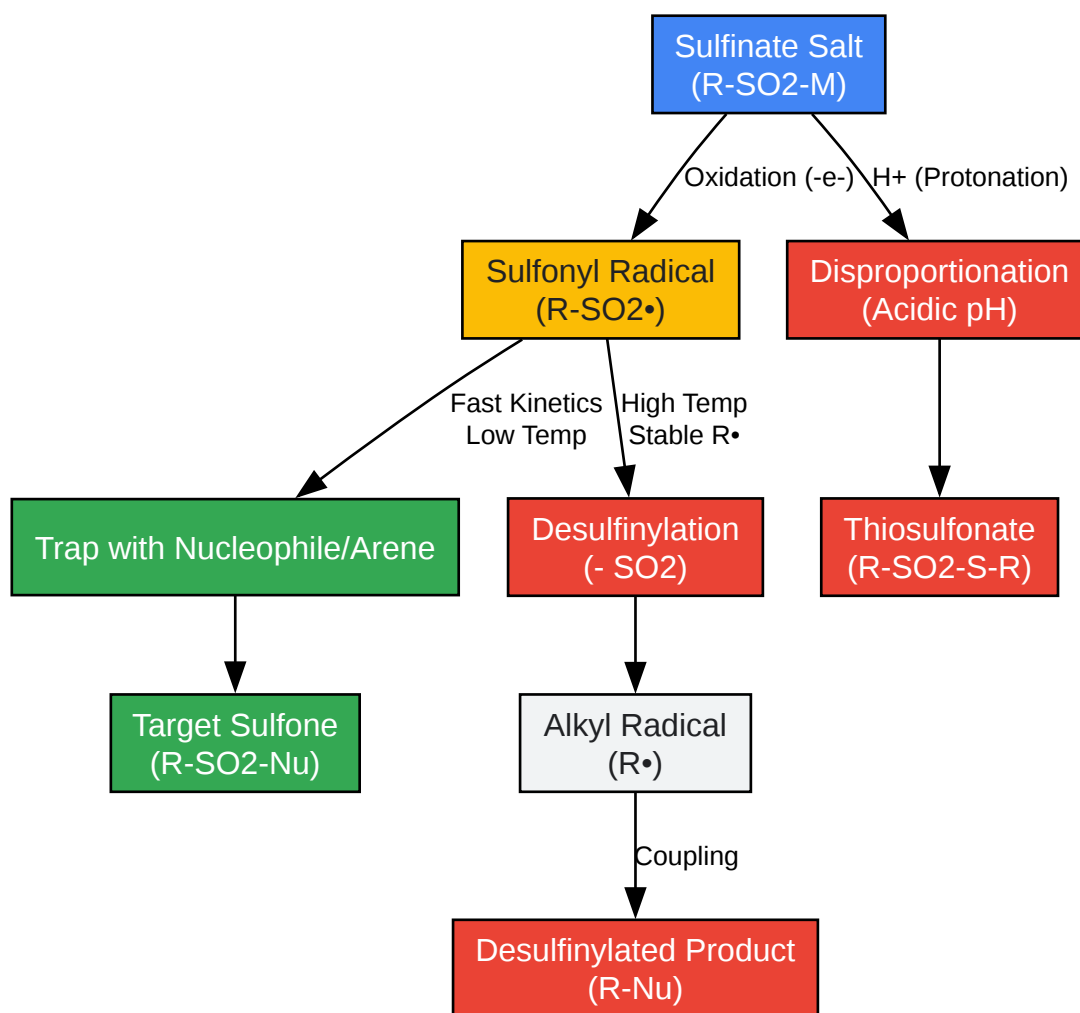 Sulfinate Salt
(R-SO2-M)
Oxidation (-e-)
H+ (Protonation)
Sulfonyl Radical
(R-SO2•)
Disproportionation
(Acidic pH)
Fast Kinetics
Low Temp
High Temp
Stable R•
Trap with Nucleophile/Arene
Desulfinylation
(- SO2)
Thiosulfonate
(R-SO2-S-R)
Target Sulfone
(R-SO2-Nu)
Alkyl Radical
(R•)
Coupling
Desulfinylated Product
(R-Nu)